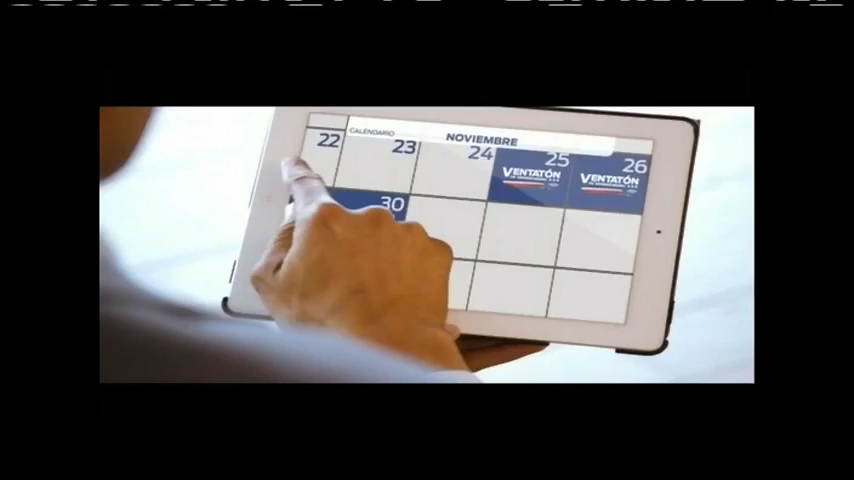 CALENDARIO
NOVIEMBRE
22 23 24 25 26
VENTATÓN VENTATÓN
30